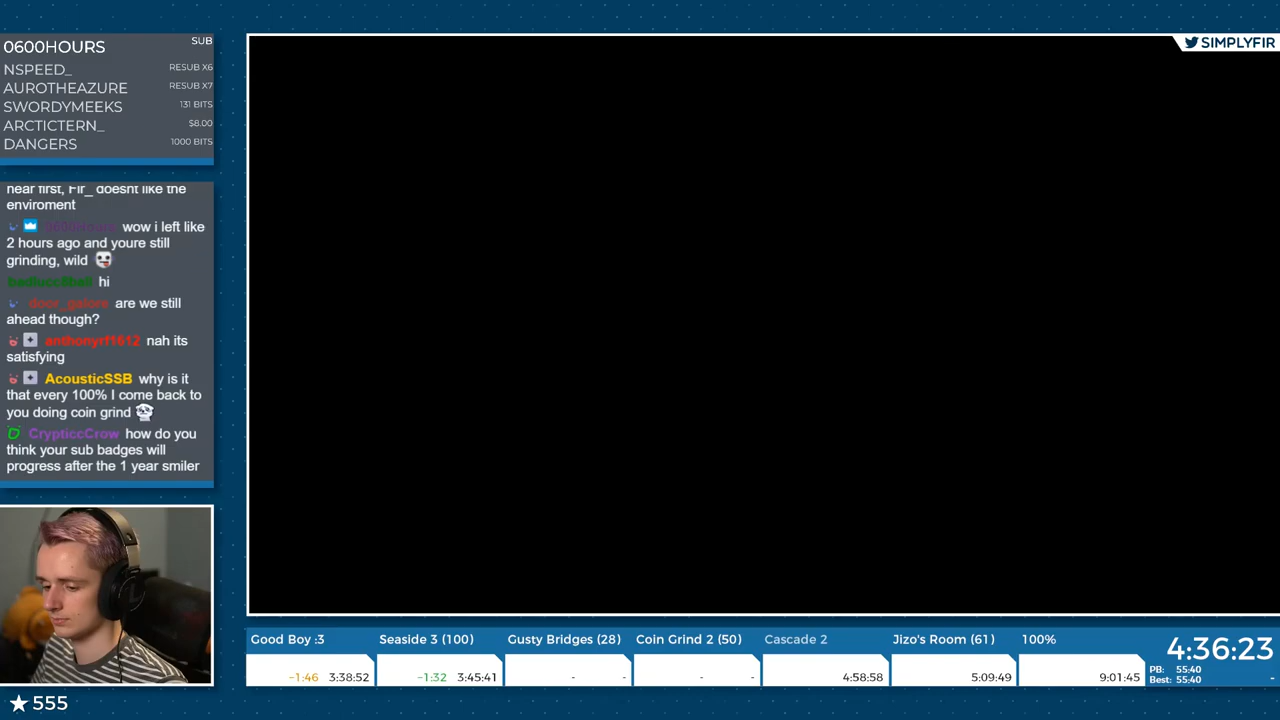 0600HOURS SUB
NSPEED_ RESUB X6
AUROTHEAZURE RESUB X7
SWORDYMEEKS 131 BITS
ARCTICTERN_ $8.00
DANGERS 1000 BITS
near first, Fir_ doesnt like the
enviroment
wow i left like
2 hours ago and youre still
grinding, wild
hi
door_galore are we still
ahead though?
anthonyrf1612 nah its
satisfying
AcousticSSB why is it
that every 100% I come back to
you doing coin grind
CrypticcCrow how do you
think your sub badges will
progress after the 1 year smiler
SIMPLYFIR
Good Boy :3 Seaside 3 (100) Gusty Bridges (28) Coin Grind 2 (50) Cascade 2 Jizo's Room (61) 100%
−1:46 3:38:52 −1:32 3:45:41 - - - - 4:58:58 5:09:49 9:01:45
4:36:23
PB: 55:40
Best: 55:40 -
★ 555